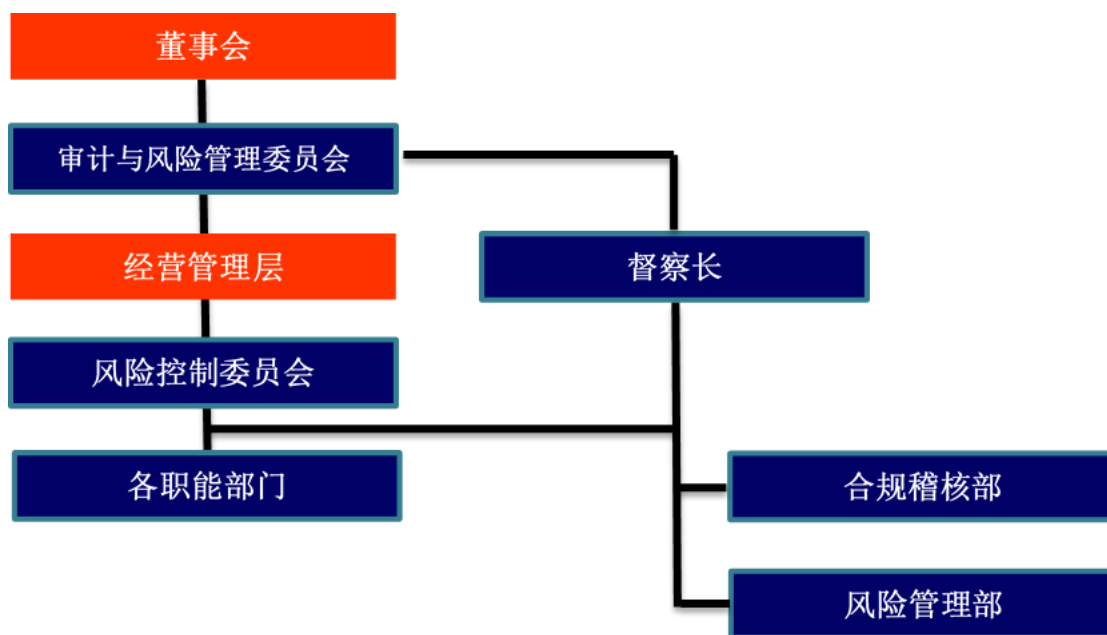 董事会
审计与风险管理委员会
经营管理层
督察长
风险控制委员会
各职能部门
合规稽核部
风险管理部